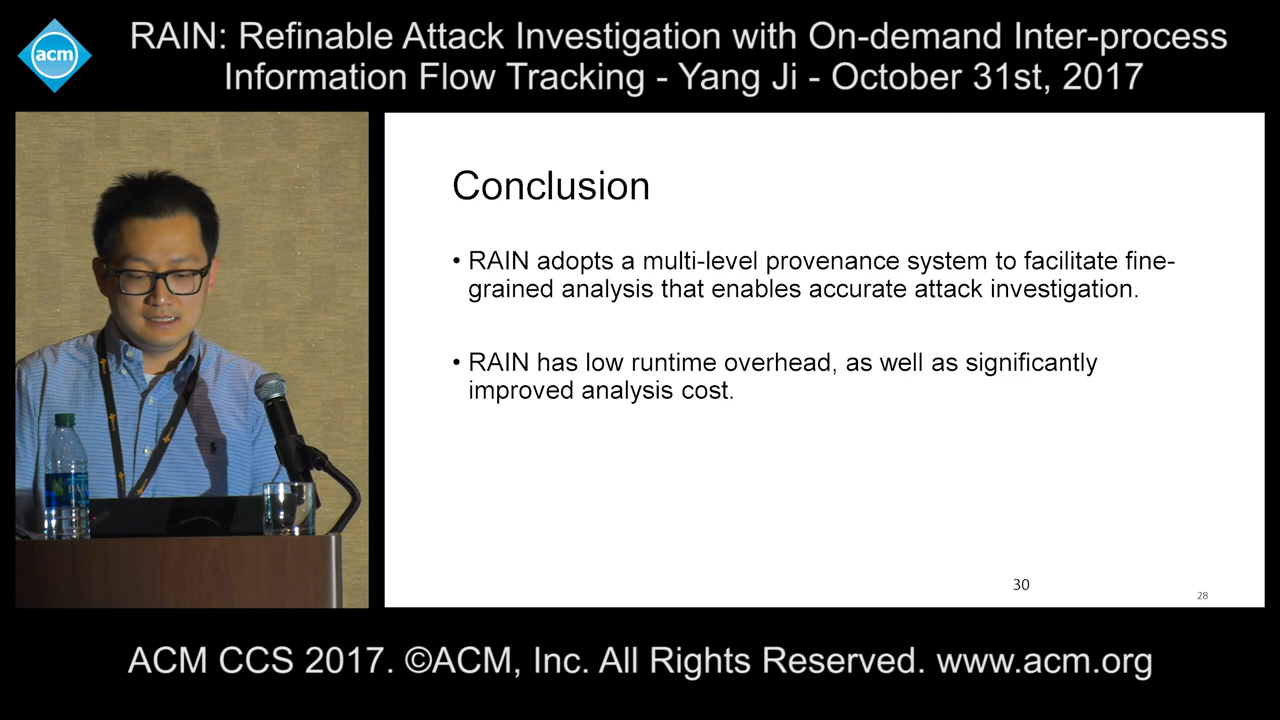 acm
RAIN: Refinable Attack Investigation with On-demand Inter-process
Information Flow Tracking - Yang Ji - October 31st, 2017
Conclusion
• RAIN adopts a multi-level provenance system to facilitate fine-
grained analysis that enables accurate attack investigation.
• RAIN has low runtime overhead, as well as significantly
improved analysis cost.
30
28
ACM CCS 2017. ©ACM, Inc. All Rights Reserved. www.acm.org